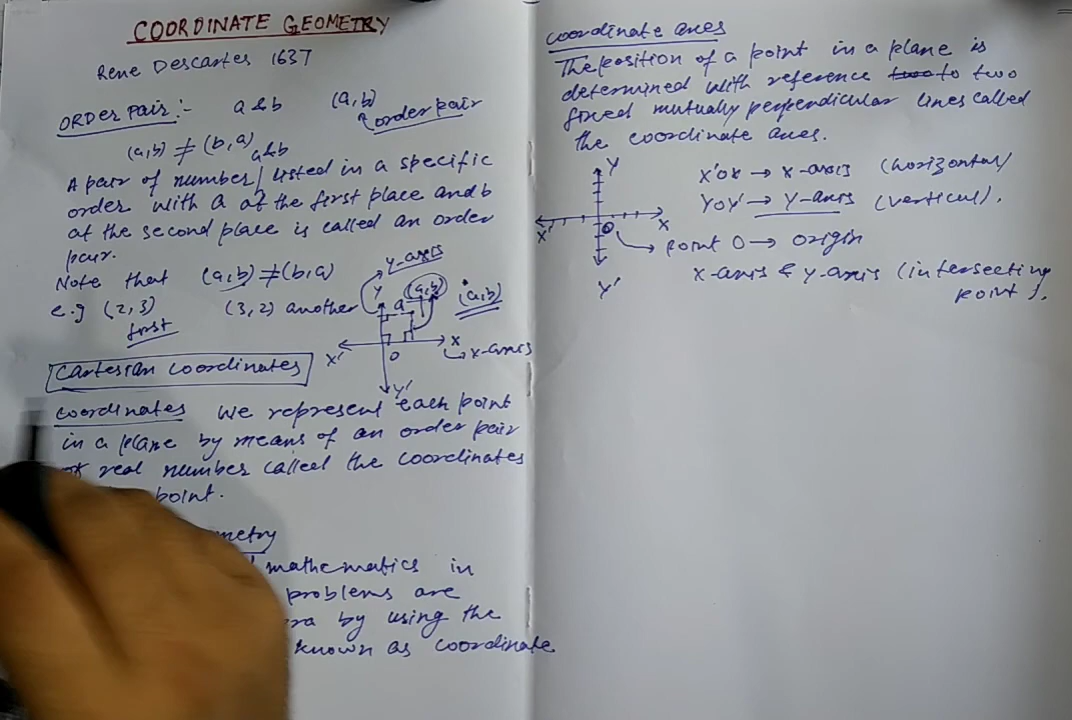 COORDINATE GEOMETRY
Rene Descartes 1637
ORDER PAIR :- a & b (a,b)
order pair
(a,b) ≠ (b,a)
a & b
A pair of number / listed in a specific
order with a at the first place and b
at the second place is called an order
pair.
Note that (a,b) ≠ (b,a)
e.g (2,3) (3,2) another
first
y-axis
Y
a
(a,b)
(a,b)
X'
O
X
x-axis
Y'
Cartesian coordinates
coordinates we represent each point
in a plane by means of an order pair
of real number called the coordinates
point.
metry
mathematics in
problems are
ra by using the
known as coordinate
coordinate axes
The position of a point in a plane is
determined with reference to two
fixed mutually perpendicular lines called
the coordinate axes.
Y
X'
O
X
Y'
X'OX → X-axis (horizontal)
YOY' → Y-axis (vertical).
point O → origin
X-axis & Y-axis (intersecting
point).